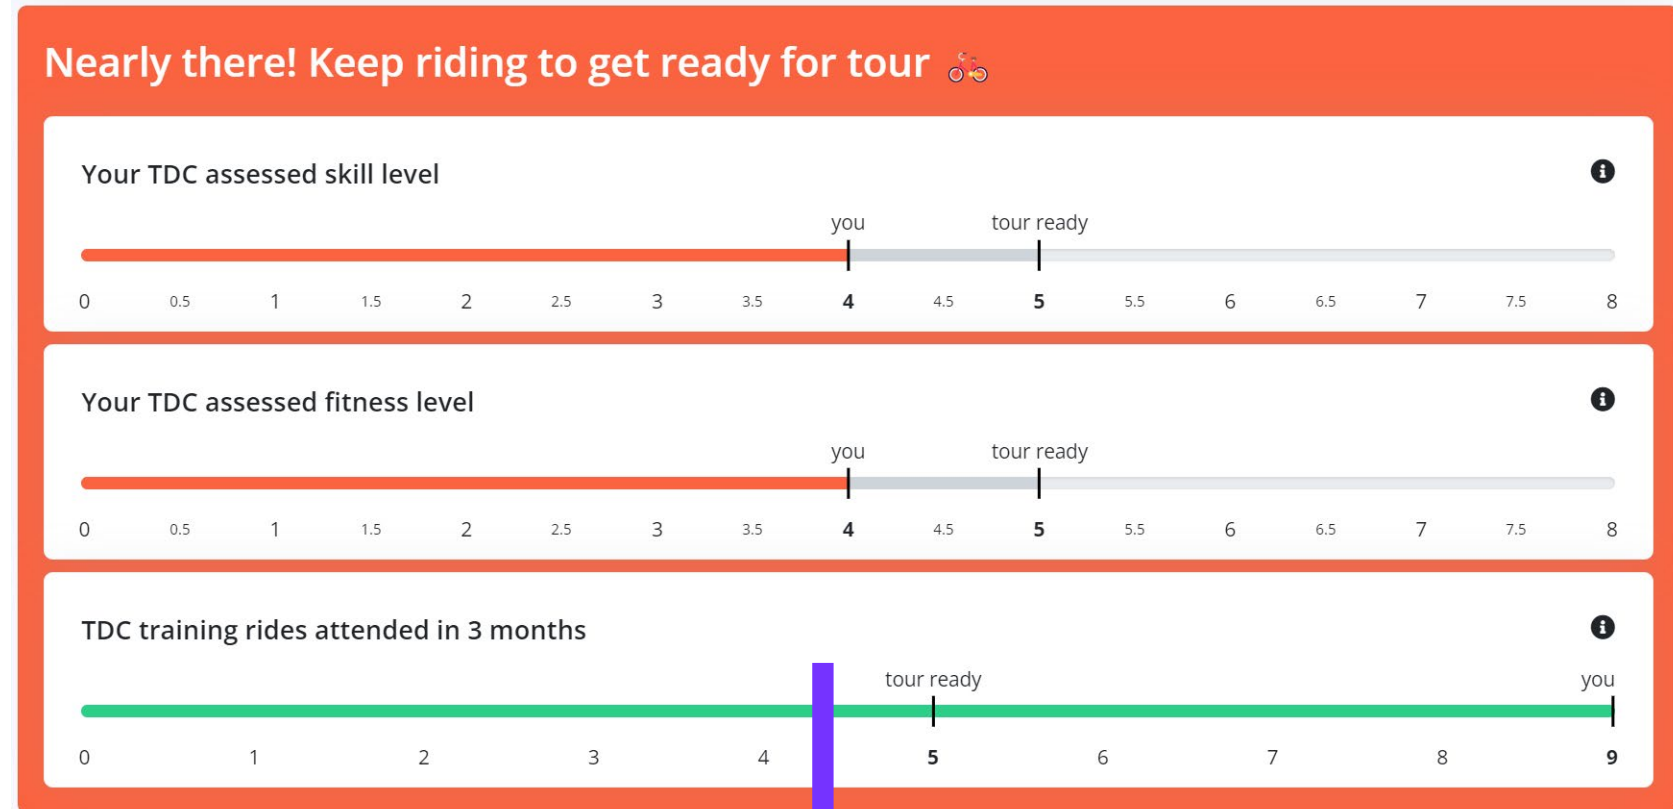 Nearly there! Keep riding to get ready for tour 🚲
Your TDC assessed skill level
you tour ready
0 0.5 1 1.5 2 2.5 3 3.5 4 4.5 5 5.5 6 6.5 7 7.5 8
Your TDC assessed fitness level
you tour ready
0 0.5 1 1.5 2 2.5 3 3.5 4 4.5 5 5.5 6 6.5 7 7.5 8
TDC training rides attended in 3 months
tour ready you
0 1 2 3 4 5 6 7 8 9